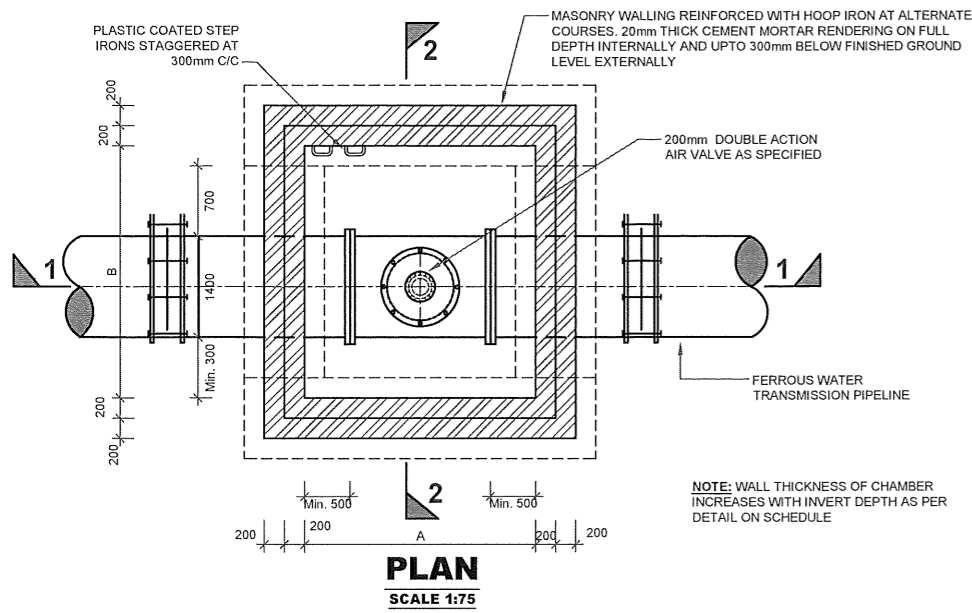 PLASTIC COATED STEP
IRONS STAGGERED AT
300mm C/C
2
MASONRY WALLING REINFORCED WITH HOOP IRON AT ALTERNATE
COURSES. 20mm THICK CEMENT MORTAR RENDERING ON FULL
DEPTH INTERNALLY AND UPTO 300mm BELOW FINISHED GROUND
LEVEL EXTERNALLY
200mm DOUBLE ACTION
AIR VALVE AS SPECIFIED
200
200
700
1
B
1400
1
Min. 300
200
200
FERROUS WATER
TRANSMISSION PIPELINE
2
Min. 500
Min. 500
200
200
A
200
200
NOTE: WALL THICKNESS OF CHAMBER
INCREASES WITH INVERT DEPTH AS PER
DETAIL ON SCHEDULE
PLAN
SCALE 1:75